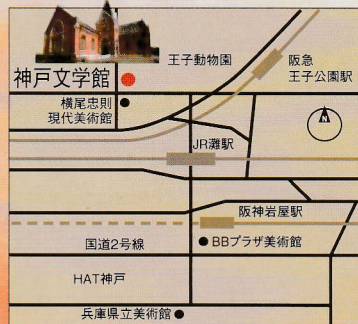 王子動物園
阪急
王子公園駅
神戸文学館
横尾忠則
現代美術館
N
JR灘駅
阪神岩屋駅
国道2号線
BBプラザ美術館
HAT神戸
兵庫県立美術館